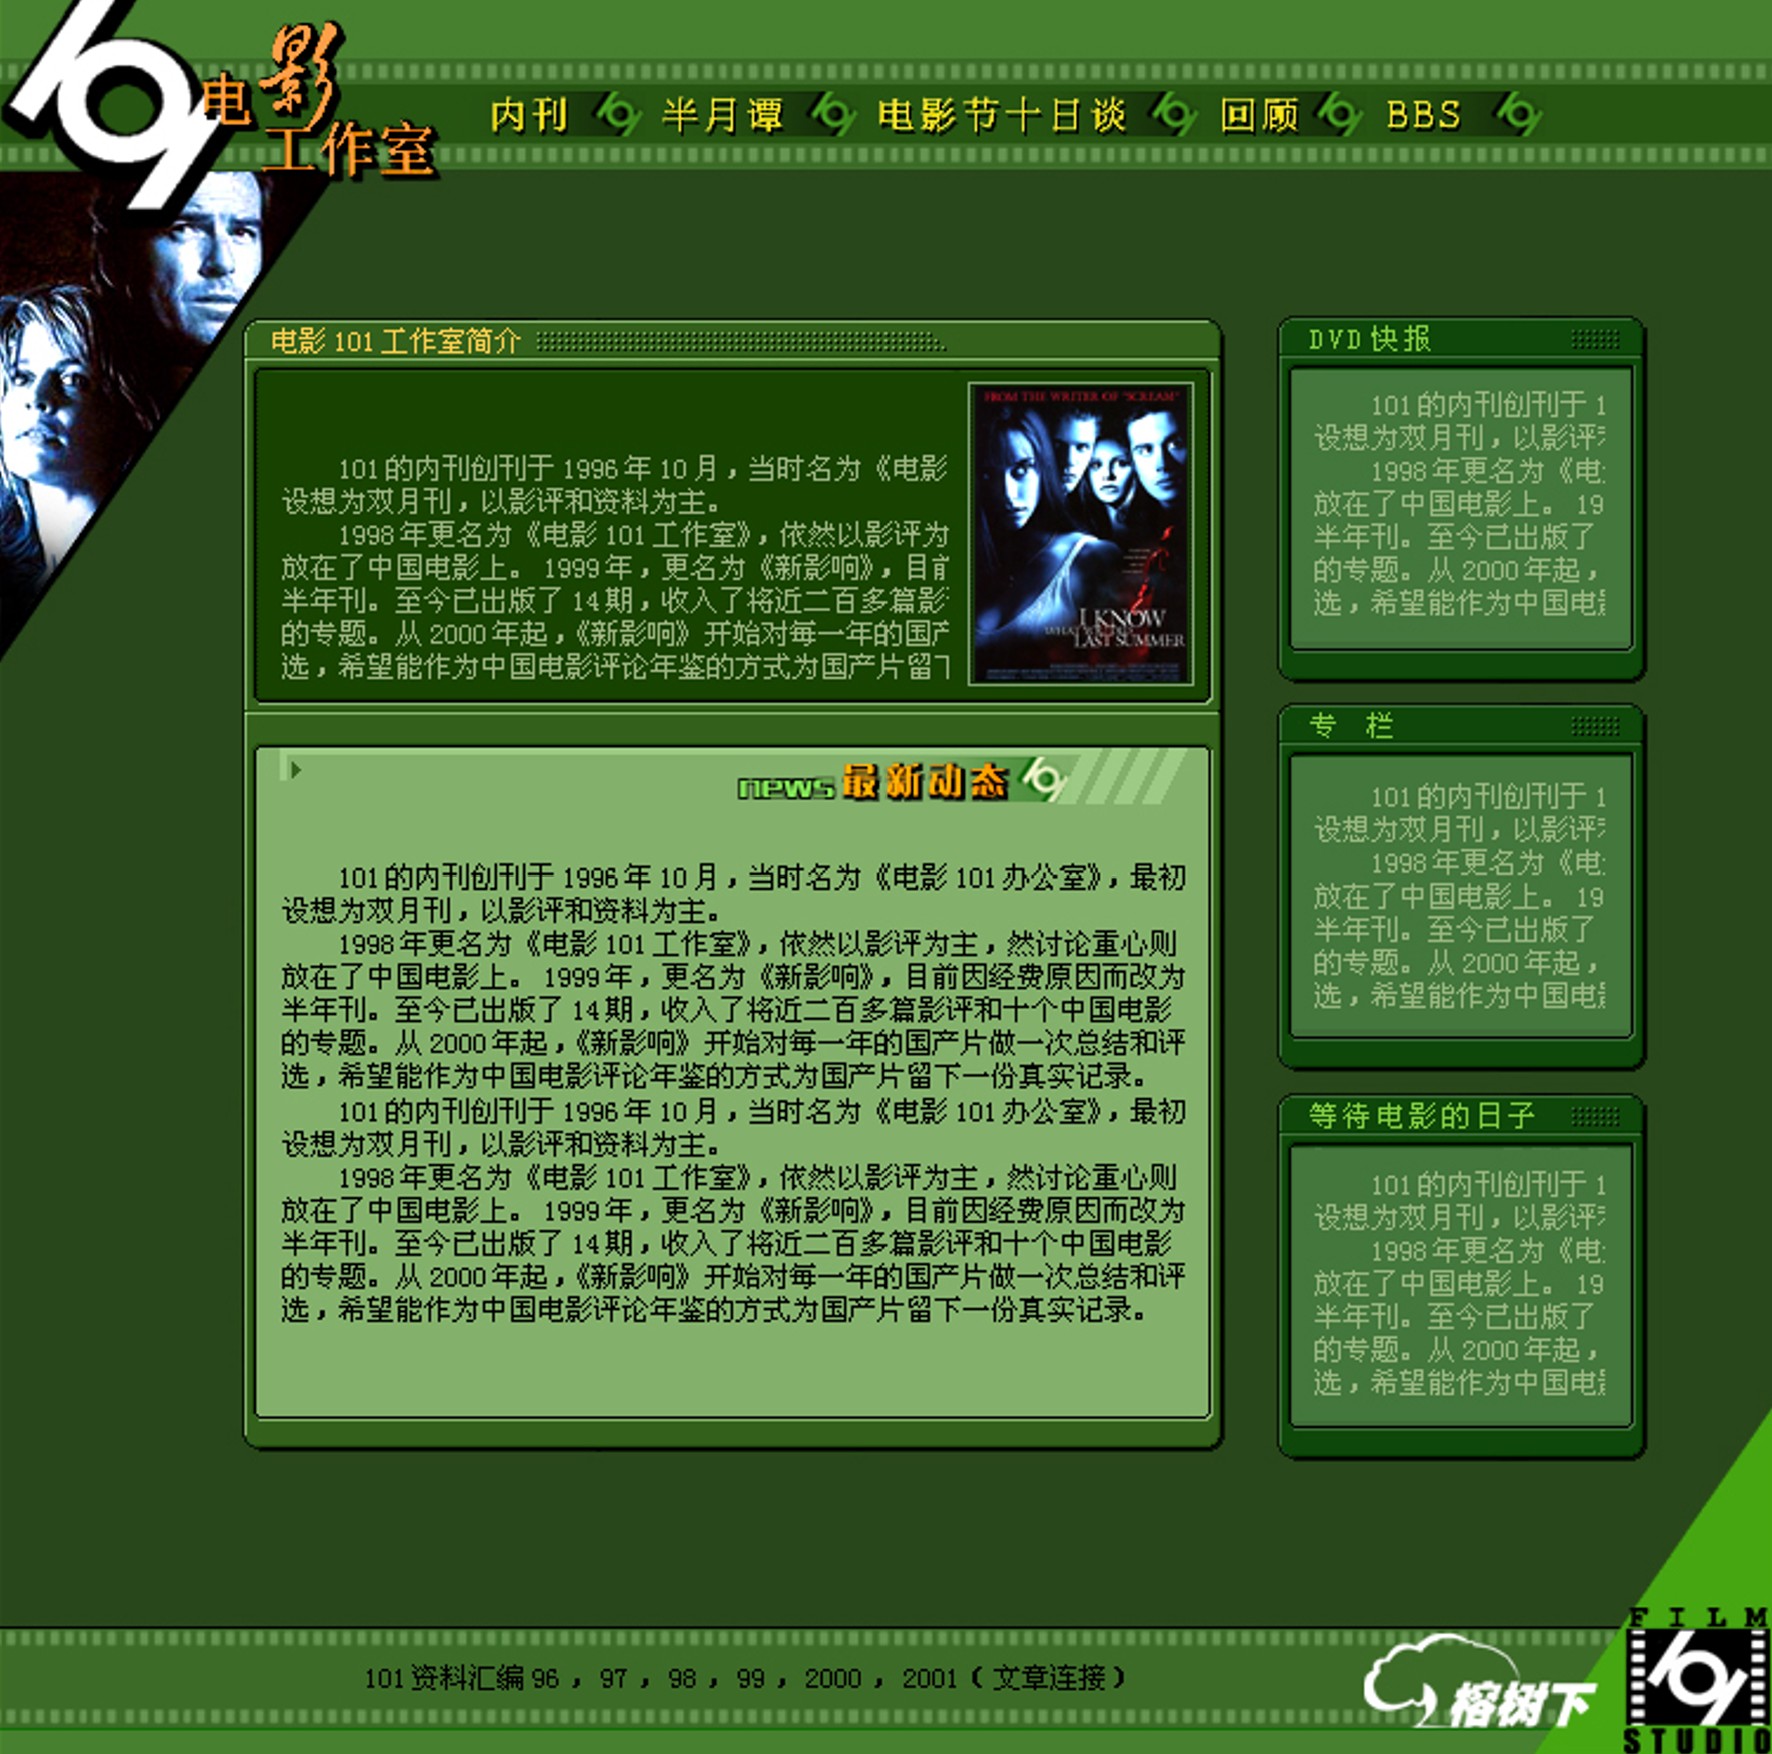 电影
工作室
内刊 半月谭 电影节十日谈 回顾 BBS
电影 101 工作室简介
101 的内刊创刊于 1996 年 10 月，当时名为《电影
设想为双月刊，以影评和资料为主。
1998 年更名为《电影 101 工作室》，依然以影评为
放在了中国电影上。 1999 年，更名为《新影响》，目前
半年刊。至今已出版了 14 期，收入了将近二百多篇影
的专题。从 2000 年起，《新影响》开始对每一年的国产
选，希望能作为中国电影评论年鉴的方式为国产片留下
FROM THE WRITER OF "SCREAM"
I KNOW
WHAT YOU DID
LAST SUMMER
news 最新动态
101 的内刊创刊于 1996 年 10 月，当时名为《电影 101 办公室》，最初
设想为双月刊，以影评和资料为主。
1998 年更名为《电影 101 工作室》，依然以影评为主，然讨论重心则
放在了中国电影上。 1999 年，更名为《新影响》，目前因经费原因而改为
半年刊。至今已出版了 14 期，收入了将近二百多篇影评和十个中国电影
的专题。从 2000 年起，《新影响》开始对每一年的国产片做一次总结和评
选，希望能作为中国电影评论年鉴的方式为国产片留下一份真实记录。
101 的内刊创刊于 1996 年 10 月，当时名为《电影 101 办公室》，最初
设想为双月刊，以影评和资料为主。
1998 年更名为《电影 101 工作室》，依然以影评为主，然讨论重心则
放在了中国电影上。 1999 年，更名为《新影响》，目前因经费原因而改为
半年刊。至今已出版了 14 期，收入了将近二百多篇影评和十个中国电影
的专题。从 2000 年起，《新影响》开始对每一年的国产片做一次总结和评
选，希望能作为中国电影评论年鉴的方式为国产片留下一份真实记录。
DVD 快报
101 的内刊创刊于 1
设想为双月刊，以影评
1998 年更名为《电
放在了中国电影上。 19
半年刊。至今已出版了
的专题。从 2000 年起，
选，希望能作为中国电
专 栏
101 的内刊创刊于 1
设想为双月刊，以影评
1998 年更名为《电
放在了中国电影上。 19
半年刊。至今已出版了
的专题。从 2000 年起，
选，希望能作为中国电
等待电影的日子
101 的内刊创刊于 1
设想为双月刊，以影评
1998 年更名为《电
放在了中国电影上。 19
半年刊。至今已出版了
的专题。从 2000 年起，
选，希望能作为中国电
101 资料汇编 96 ，97 ，98 ，99 ，2000 ，2001（文章连接）
榕树下
FILM
STUDIO